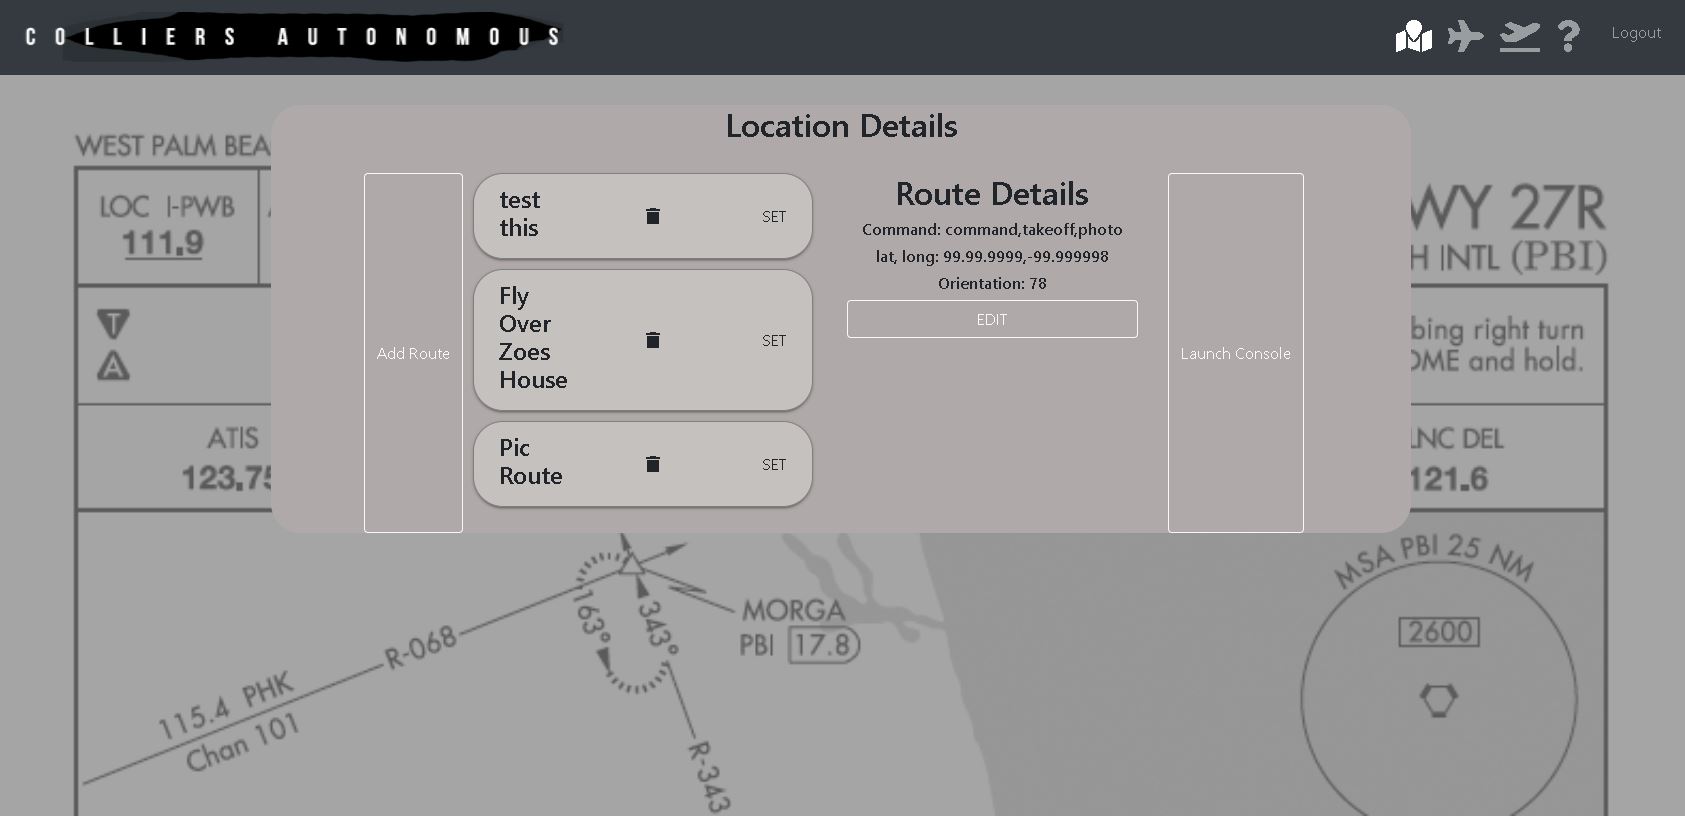 COLLIERS AUTONOMOUS
Logout
WEST PALM BEA
LOC I-PWB
111.9
T
A
ATIS
123.75
Location Details
Add Route
test
this
SET
Fly
Over
Zoes
House
SET
Pic
Route
SET
Route Details
Command: command,takeoff,photo
lat, long: 99.99.9999,-99.999998
Orientation: 78
EDIT
Launch Console
WY 27R
H INTL (PBI)
bing right turn
OME and hold.
LNC DEL
121.6
163°
343°
MORGA
PBI 17.8
R-068
115.4 PHK
Chan 101
R-343
MSA PBI 25 NM
2600